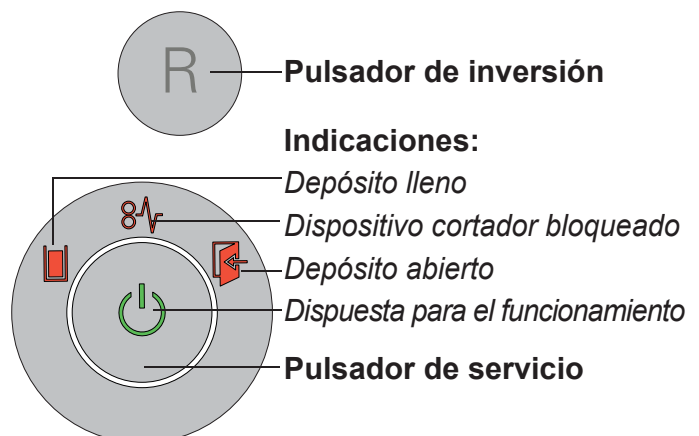 R
Pulsador de inversión
Indicaciones:
Depósito lleno
Dispositivo cortador bloqueado
Depósito abierto
Dispuesta para el funcionamiento
Pulsador de servicio